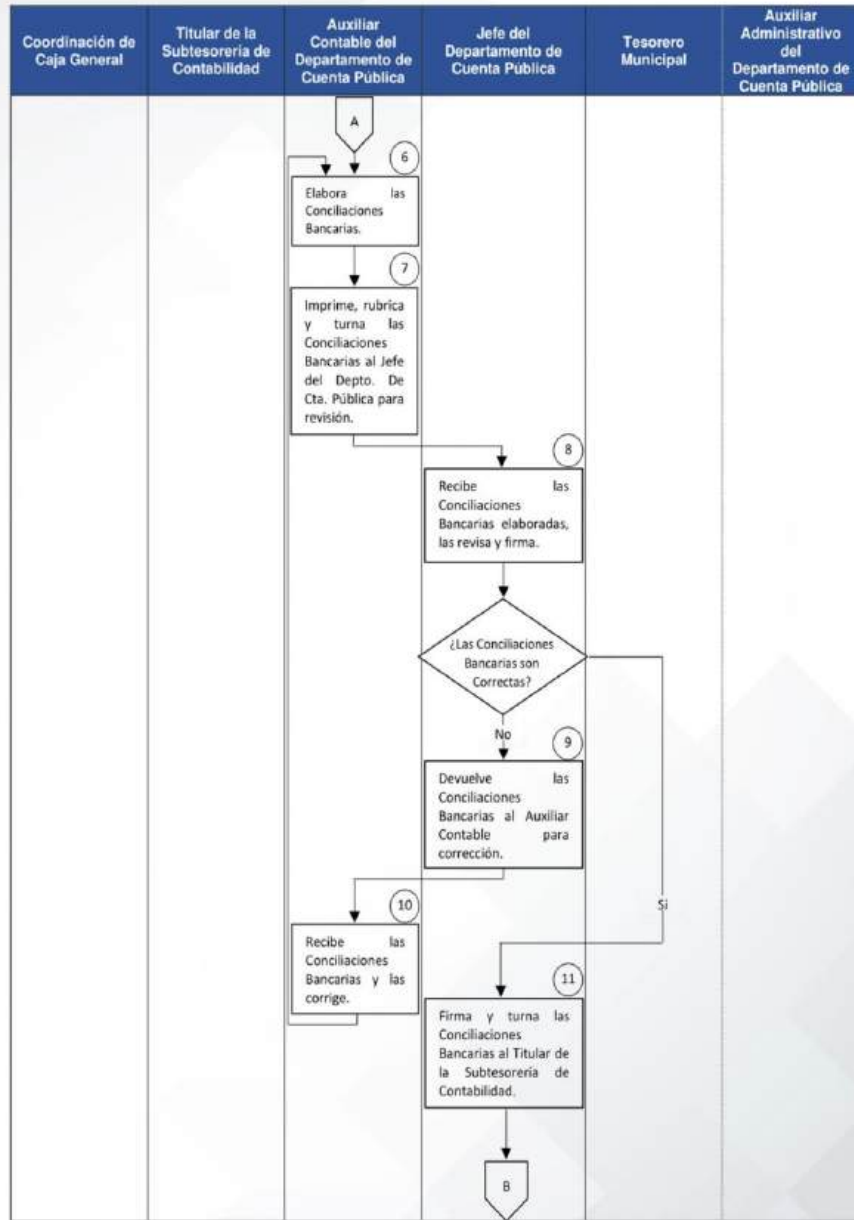 Coordinación de
Caja General
Titular de la
Subtesorería de
Contabilidad
Auxiliar
Contable del
Departamento de
Cuenta Pública
Jefe del
Departamento de
Cuenta Pública
Tesorero
Municipal
Auxiliar
Administrativo
del
Departamento de
Cuenta Pública
A
6
Elabora las
Conciliaciones
Bancarias.
7
Imprime, rubrica
y turna las
Conciliaciones
Bancarias al Jefe
del Depto. De
Cta. Pública para
revisión.
8
Recibe las
Conciliaciones
Bancarias elaboradas,
las revisa y firma.
¿Las Conciliaciones
Bancarias son
Correctas?
No
9
Devuelve las
Conciliaciones
Bancarias al Auxiliar
Contable para
corrección.
Si
10
Recibe las
Conciliaciones
Bancarias y las
corrige.
11
Firma y turna las
Conciliaciones
Bancarias al Titular de
la Subtesorería de
Contabilidad.
B